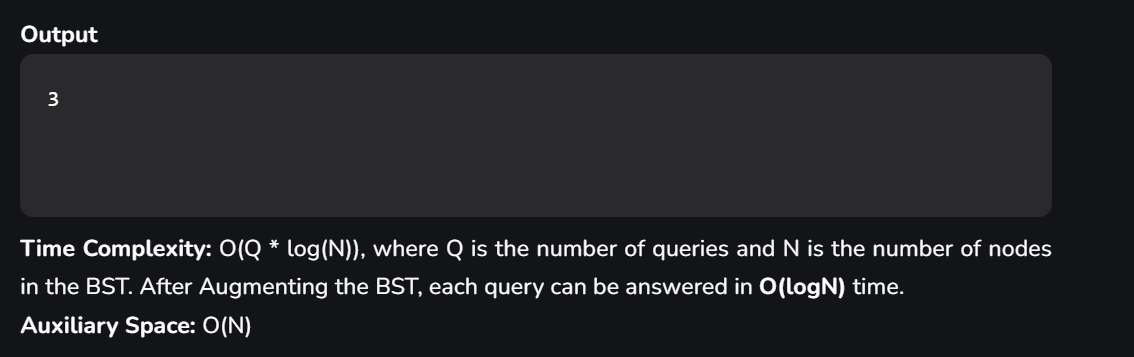 Output
3
Time Complexity: O(Q * log(N)), where Q is the number of queries and N is the number of nodes
in the BST. After Augmenting the BST, each query can be answered in O(logN) time.
Auxiliary Space: O(N)